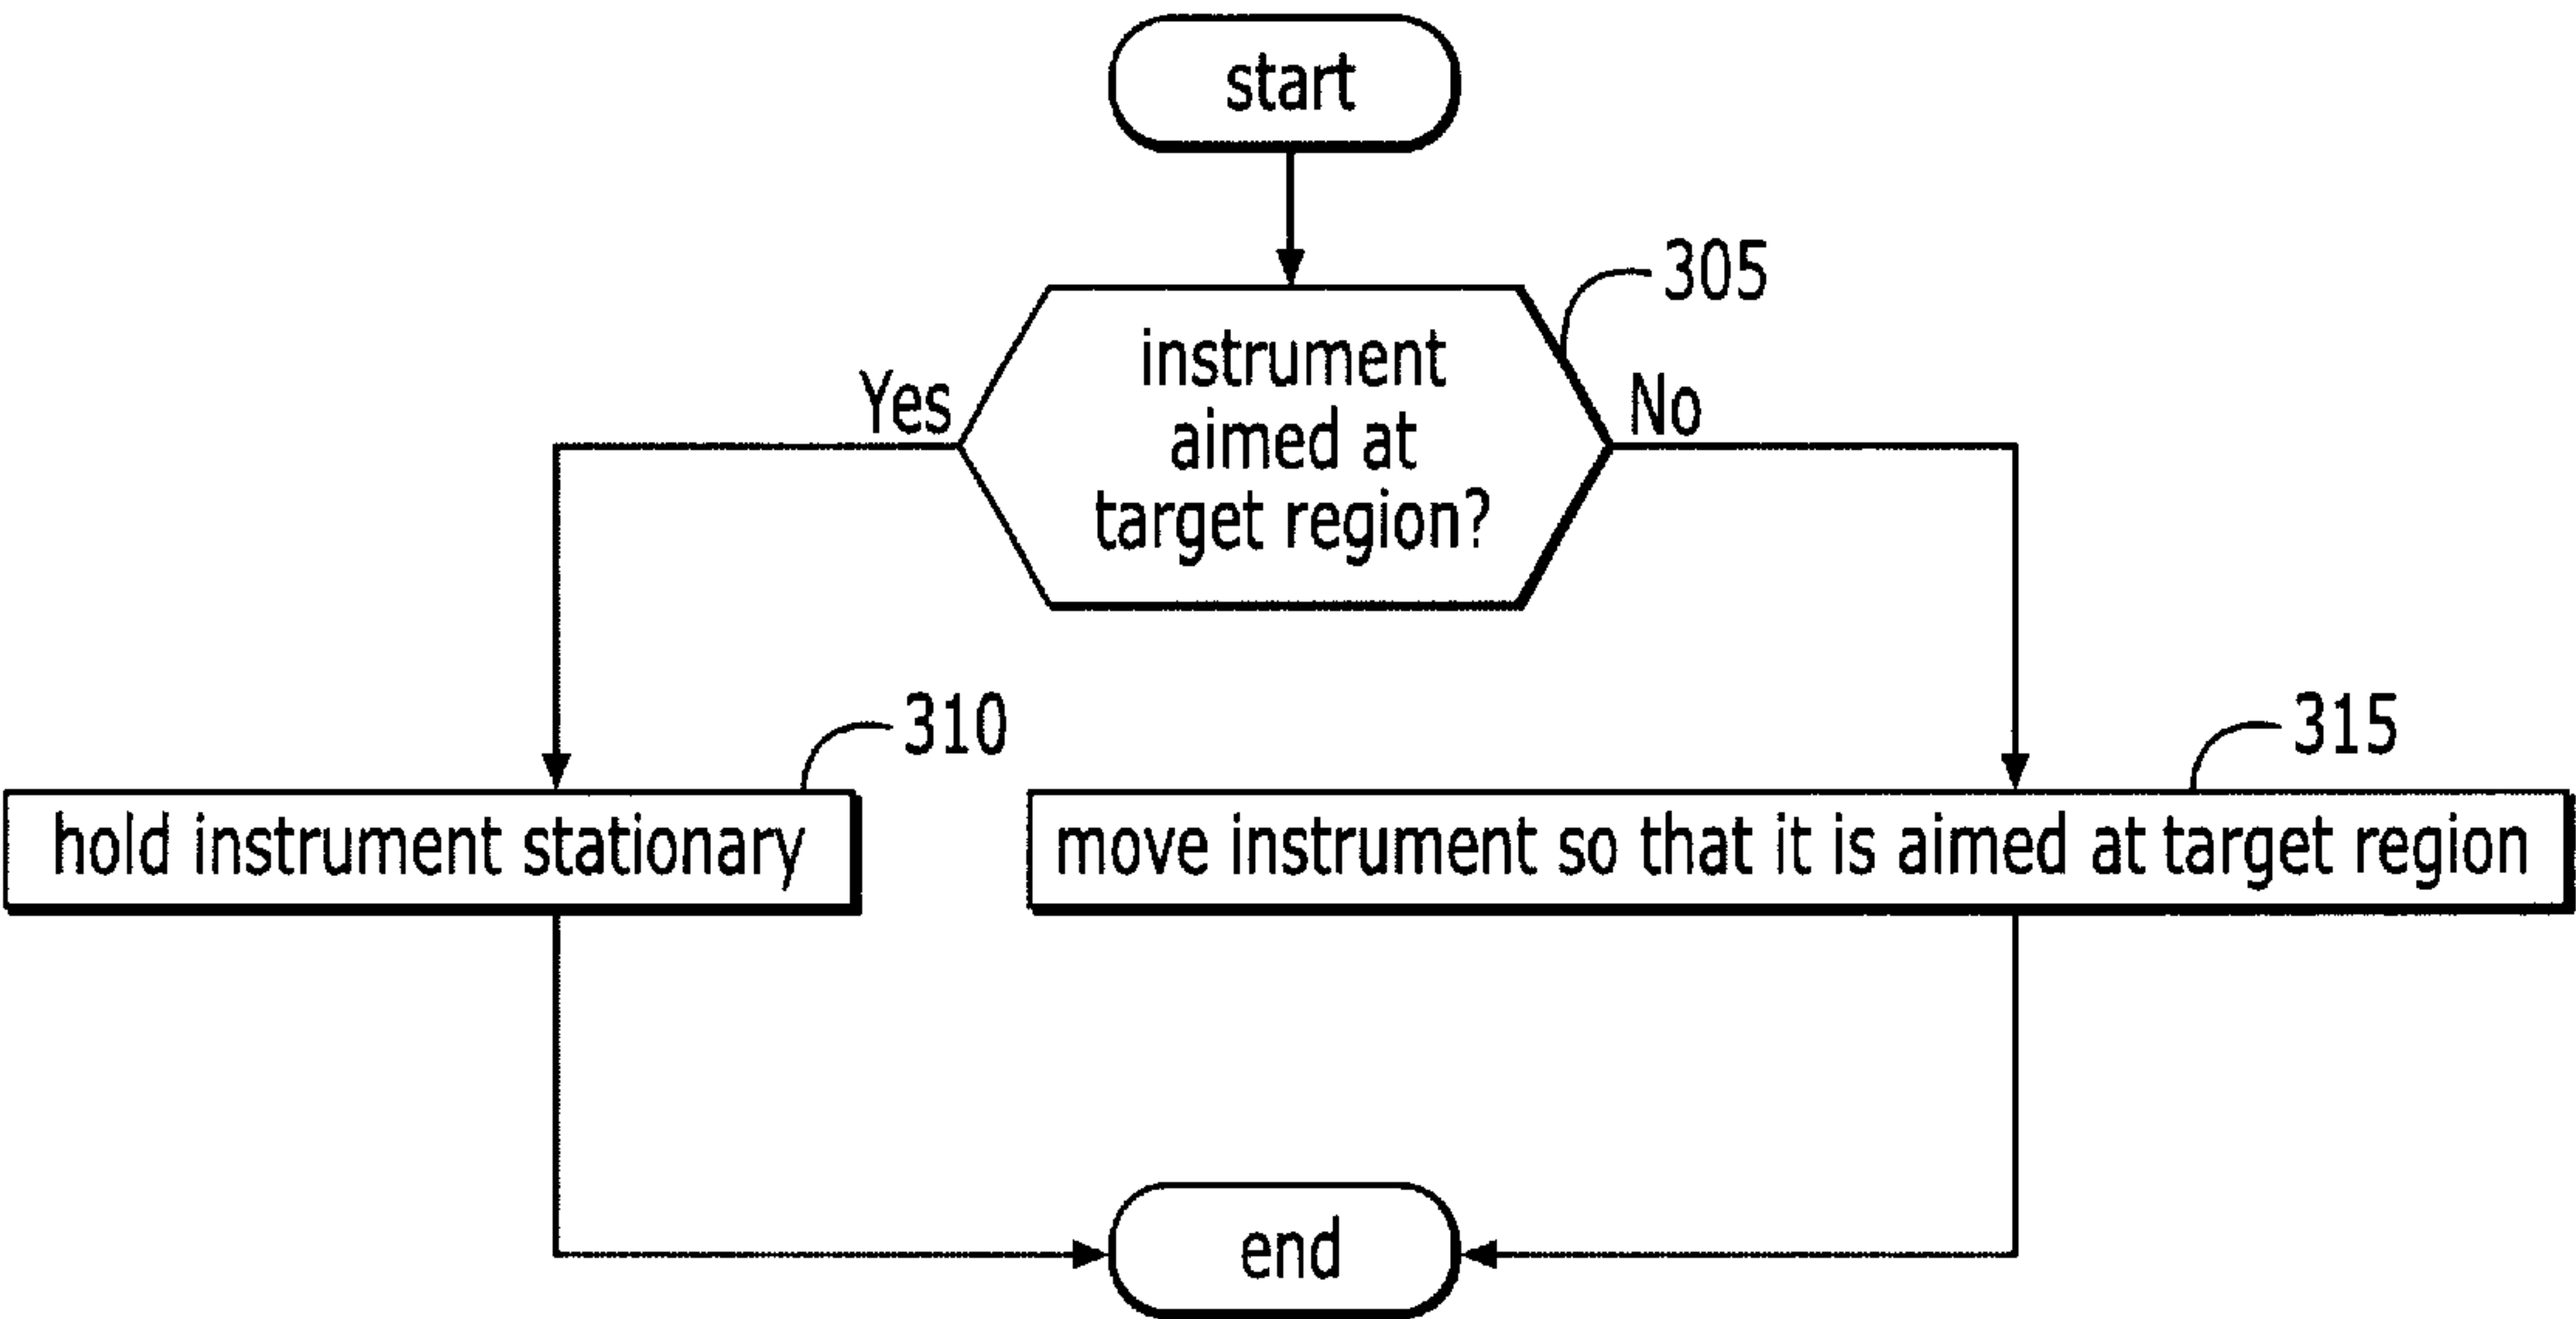 start
305
instrument
aimed at
target region?
Yes
No
310
315
hold instrument stationary
move instrument so that it is aimed at target region
end